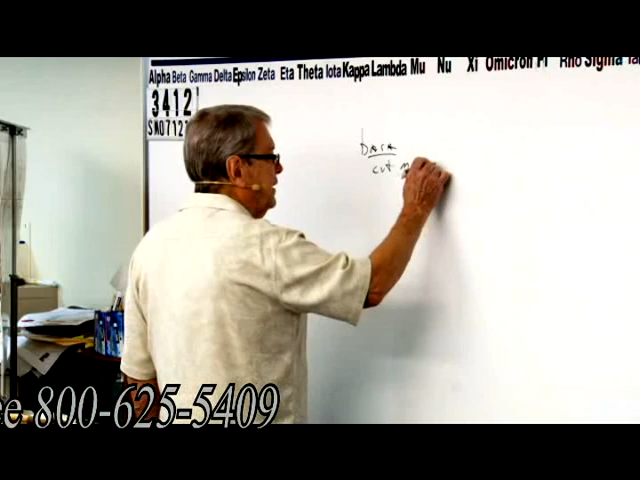 Alpha Beta Gamma Delta Epsilon Zeta Eta Theta Iota Kappa Lambda Mu Nu Xi Omicron Pi Rho Sigma
3412
bara
cut
800-625-5409